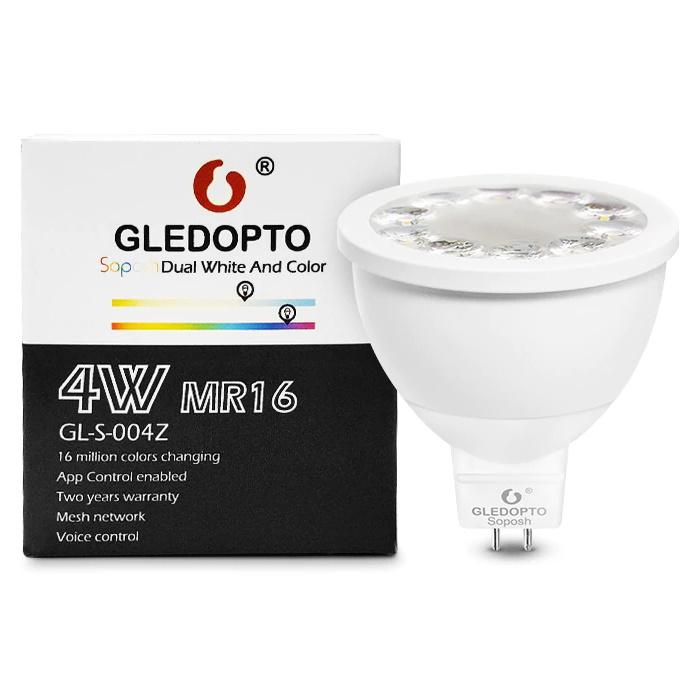 ®
GLEDOPTO
Soposh Dual White And Color
4W MR16
GL-S-004Z
16 million colors changing
App Control enabled
Two years warranty
Mesh network
Voice control
®
GLEDOPTO
Soposh